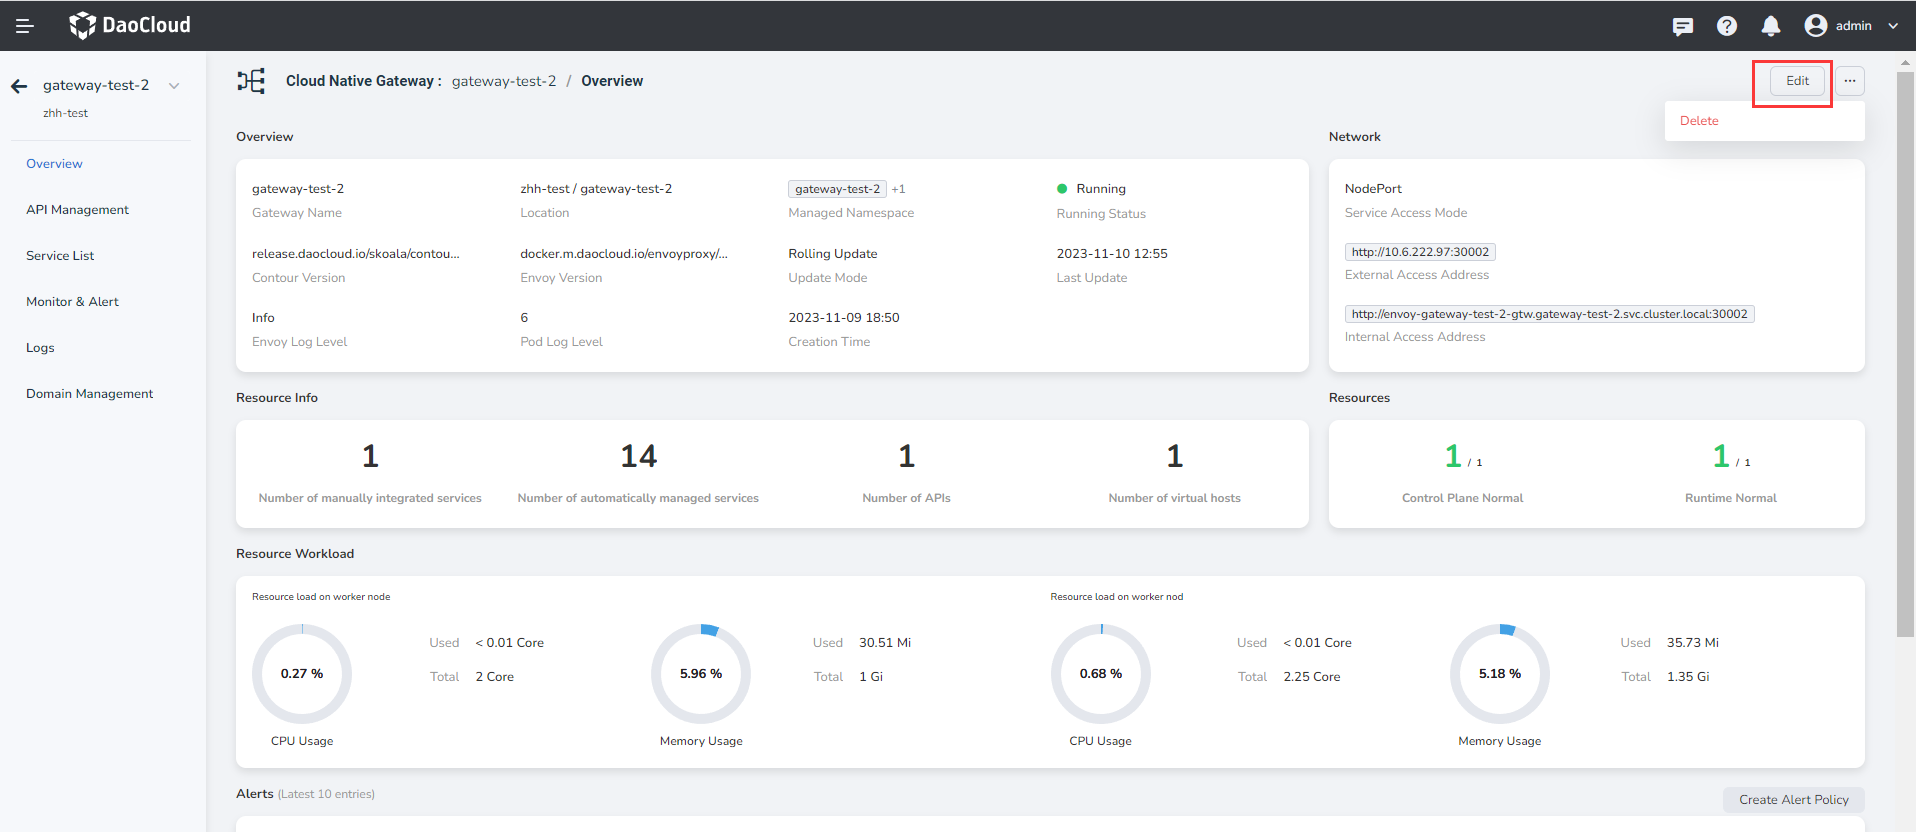 DaoCloud
admin
gateway-test-2
zhh-test
Overview
API Management
Service List
Monitor & Alert
Logs
Domain Management
Cloud Native Gateway : gateway-test-2 / Overview
Edit
...
Delete
Overview
gateway-test-2
Gateway Name
zhh-test / gateway-test-2
Location
gateway-test-2 +1
Managed Namespace
Running
Running Status
release.daocloud.io/skoala/contou...
Contour Version
docker.m.daocloud.io/envoyproxy/...
Envoy Version
Rolling Update
Update Mode
2023-11-10 12:55
Last Update
Info
Envoy Log Level
6
Pod Log Level
2023-11-09 18:50
Creation Time
Network
NodePort
Service Access Mode
http://10.6.222.97:30002
External Access Address
http://envoy-gateway-test-2-gtw.gateway-test-2.svc.cluster.local:30002
Internal Access Address
Resource Info
1
Number of manually integrated services
14
Number of automatically managed services
1
Number of APIs
1
Number of virtual hosts
Resources
1 / 1
Control Plane Normal
1 / 1
Runtime Normal
Resource Workload
Resource load on worker node
0.27 %
CPU Usage
Used < 0.01 Core
Total 2 Core
5.96 %
Memory Usage
Used 30.51 Mi
Total 1 Gi
Resource load on worker nod
0.68 %
CPU Usage
Used < 0.01 Core
Total 2.25 Core
5.18 %
Memory Usage
Used 35.73 Mi
Total 1.35 Gi
Alerts (Latest 10 entries)
Create Alert Policy